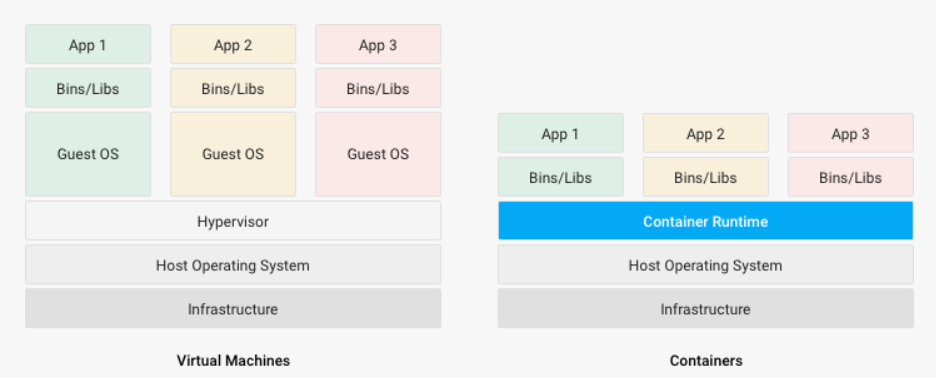 App 1
App 2
App 3
Bins/Libs
Bins/Libs
Bins/Libs
Guest OS
Guest OS
Guest OS
Hypervisor
Host Operating System
Infrastructure
Virtual Machines
App 1
App 2
App 3
Bins/Libs
Bins/Libs
Bins/Libs
Container Runtime
Host Operating System
Infrastructure
Containers